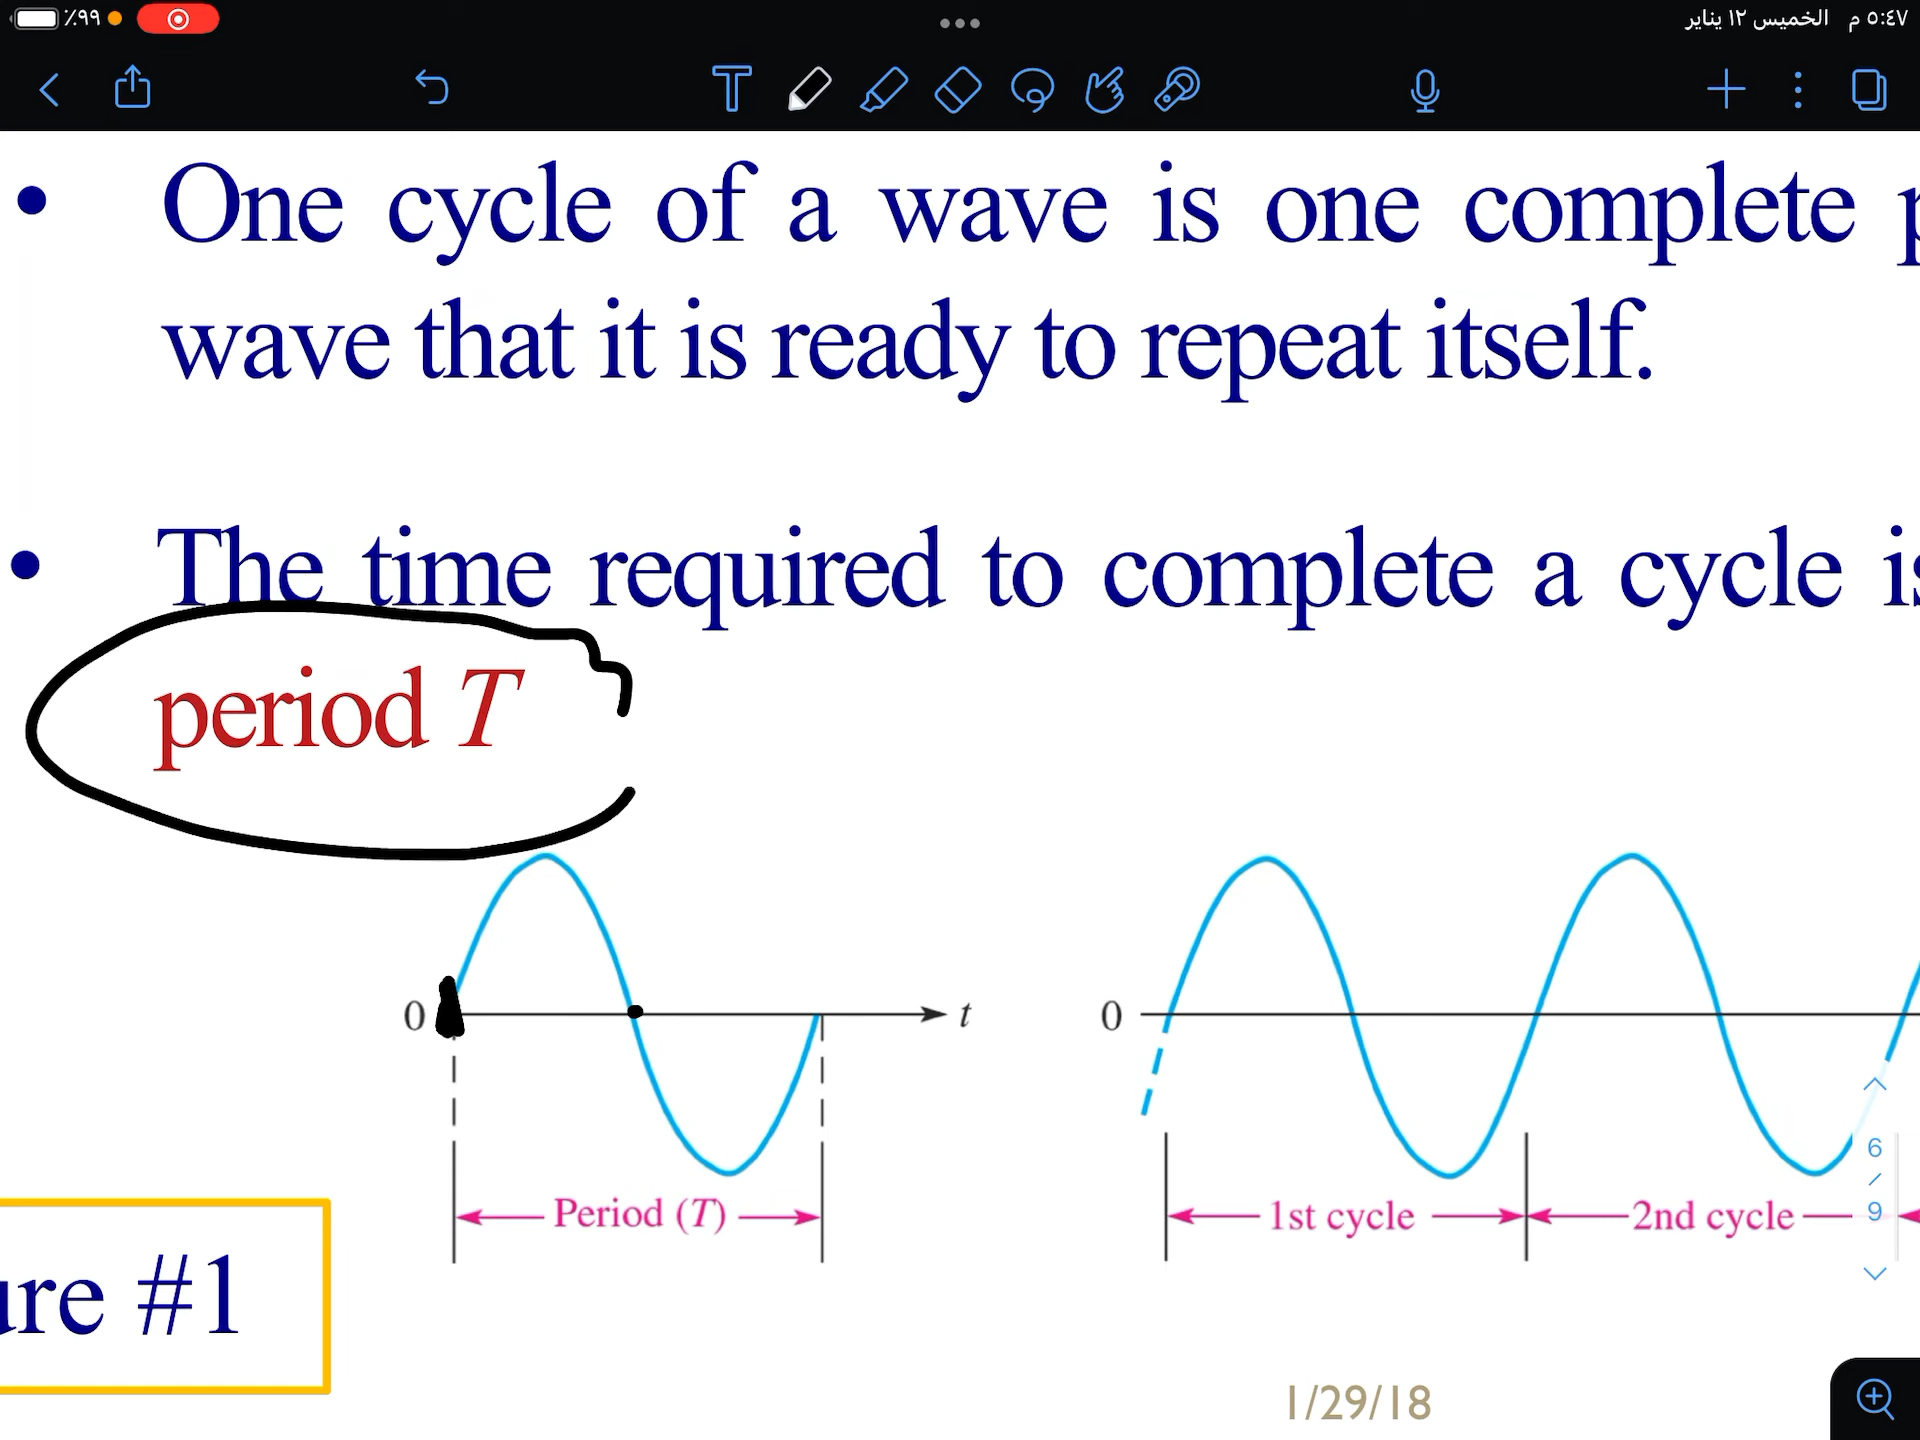 ٪٩٩
٥:٤٧ م الخميس ١٢ يناير
One cycle of a wave is one complete
wave that it is ready to repeat itself.
The time required to complete a cycle
period T
0 t
0
Period (T)
1st cycle
2nd cycle
6
/
9
#1
1/29/18